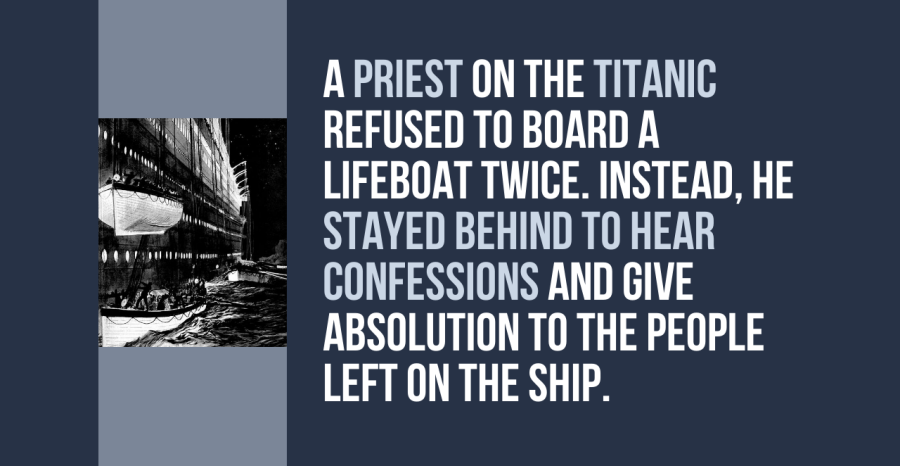 A PRIEST ON THE TITANIC
REFUSED TO BOARD A
LIFEBOAT TWICE. INSTEAD, HE
STAYED BEHIND TO HEAR
CONFESSIONS AND GIVE
ABSOLUTION TO THE PEOPLE
LEFT ON THE SHIP.